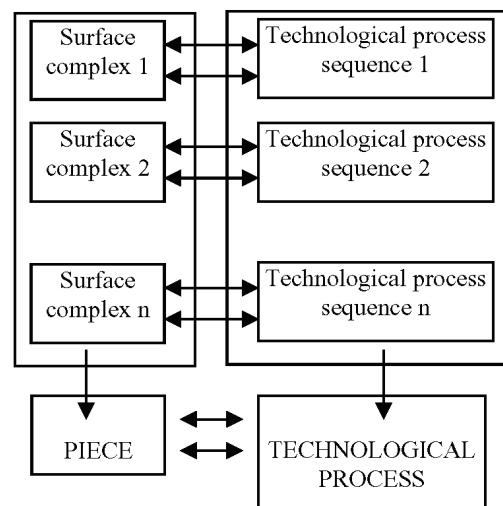 Surface
complex 1
Technological process
sequence 1
Surface
complex 2
Technological process
sequence 2
Surface
complex n
Technological process
sequence n
PIECE
TECHNOLOGICAL
PROCESS